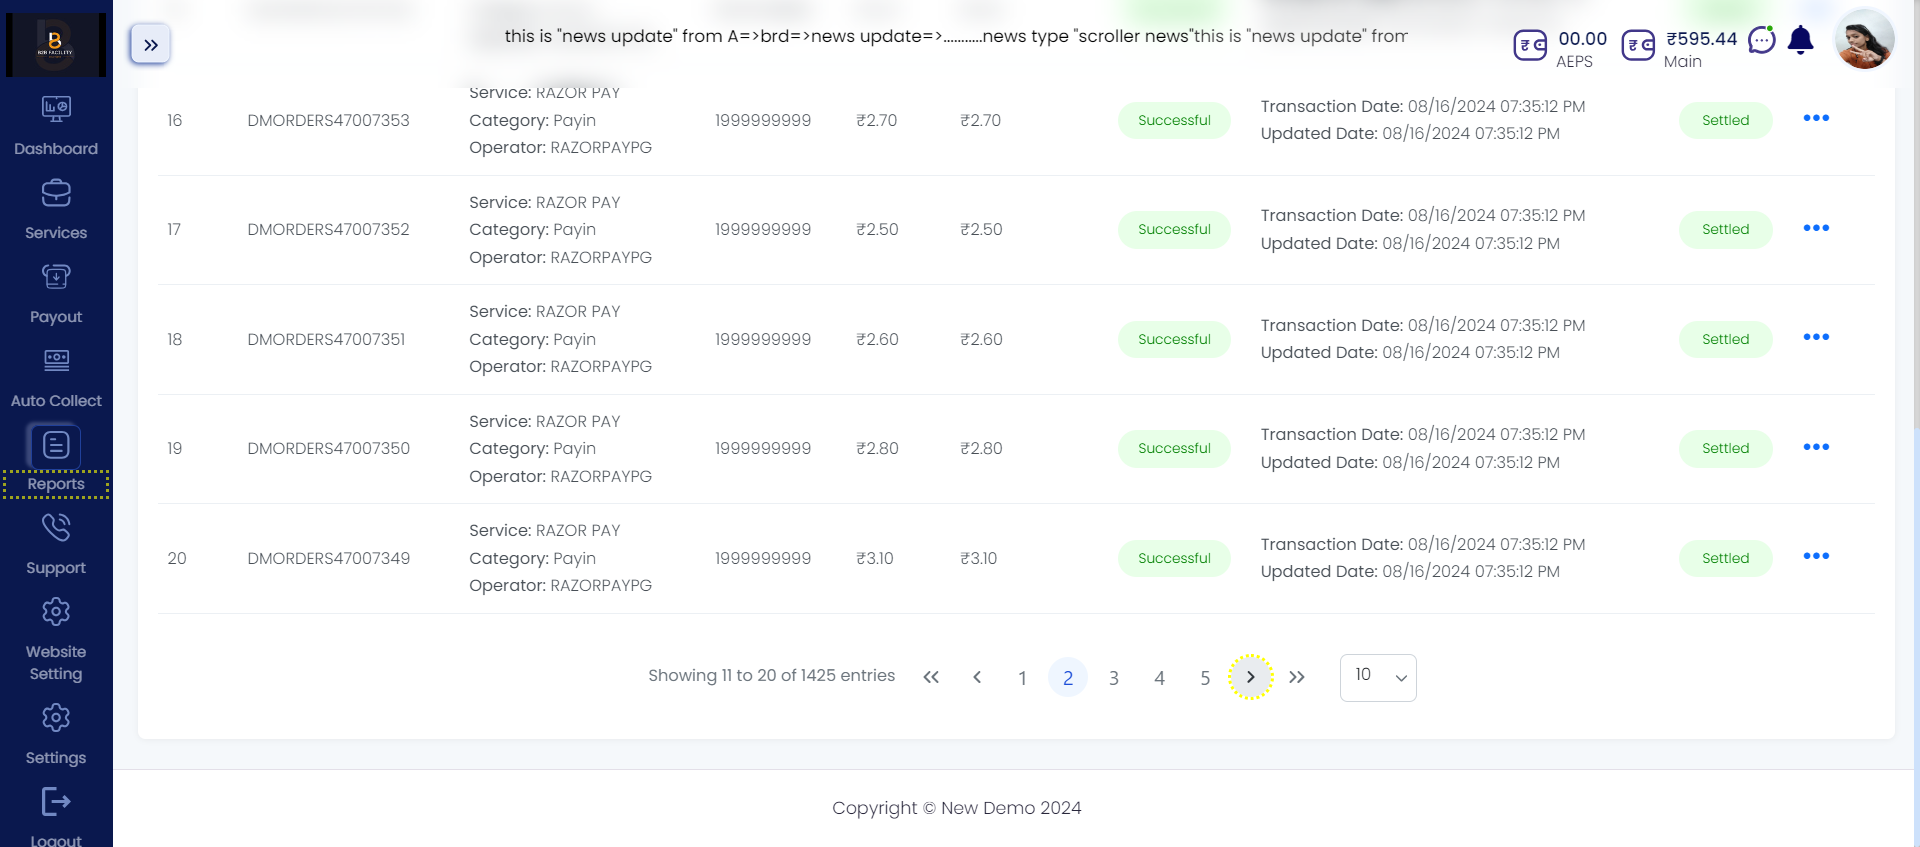 B2B FACILITY
this is "news update" from A=>brd=>news update=>...........news type "scroller news"this is "news update" from
00.00
AEPS
₹595.44
Main
Dashboard
Services
Payout
Auto Collect
Reports
Support
Website
Setting
Settings
Logout
Service: RAZOR PAY
16 DMORDERS47007353 Category: Payin 1999999999 ₹2.70 ₹2.70 Successful Transaction Date: 08/16/2024 07:35:12 PM Settled
Updated Date: 08/16/2024 07:35:12 PM
Operator: RAZORPAYPG
Service: RAZOR PAY
17 DMORDERS47007352 Category: Payin 1999999999 ₹2.50 ₹2.50 Successful Transaction Date: 08/16/2024 07:35:12 PM Settled
Updated Date: 08/16/2024 07:35:12 PM
Operator: RAZORPAYPG
Service: RAZOR PAY
18 DMORDERS47007351 Category: Payin 1999999999 ₹2.60 ₹2.60 Successful Transaction Date: 08/16/2024 07:35:12 PM Settled
Updated Date: 08/16/2024 07:35:12 PM
Operator: RAZORPAYPG
Service: RAZOR PAY
19 DMORDERS47007350 Category: Payin 1999999999 ₹2.80 ₹2.80 Successful Transaction Date: 08/16/2024 07:35:12 PM Settled
Updated Date: 08/16/2024 07:35:12 PM
Operator: RAZORPAYPG
Service: RAZOR PAY
20 DMORDERS47007349 Category: Payin 1999999999 ₹3.10 ₹3.10 Successful Transaction Date: 08/16/2024 07:35:12 PM Settled
Updated Date: 08/16/2024 07:35:12 PM
Operator: RAZORPAYPG
Showing 11 to 20 of 1425 entries 1 2 3 4 5 10
Copyright © New Demo 2024